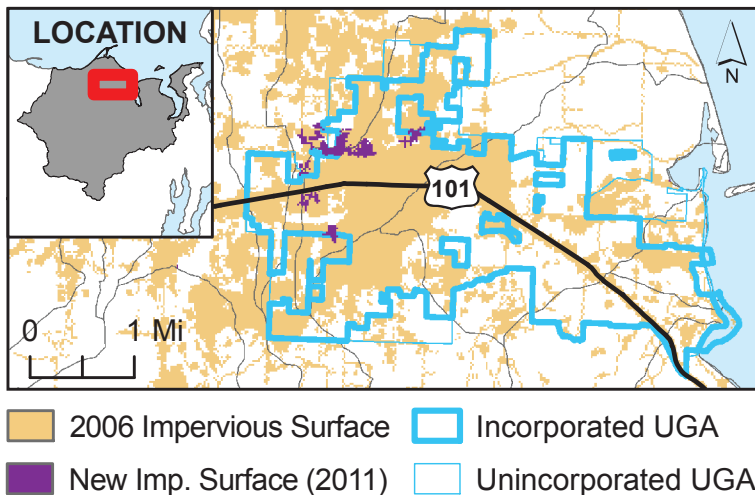 LOCATION
N
101
0 1 Mi
2006 Impervious Surface Incorporated UGA
New Imp. Surface (2011) Unincorporated UGA